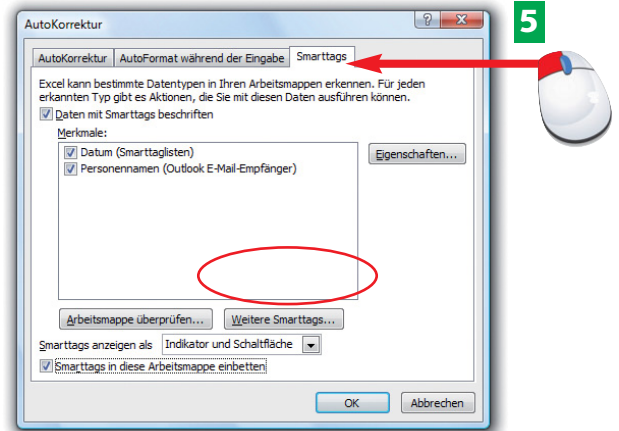 AutoKorrektur
5
AutoKorrektur AutoFormat während der Eingabe Smarttags
Excel kann bestimmte Datentypen in Ihren Arbeitsmappen erkennen. Für jeden
erkannten Typ gibt es Aktionen, die Sie mit diesen Daten ausführen können.
Daten mit Smarttags beschriften
Merkmale:
Datum (Smarttaglisten)
Personennamen (Outlook E-Mail-Empfänger)
Eigenschaften...
Arbeitsmappe überprüfen... Weitere Smarttags...
Smarttags anzeigen als Indikator und Schaltfläche
Smarttags in diese Arbeitsmappe einbetten
OK Abbrechen